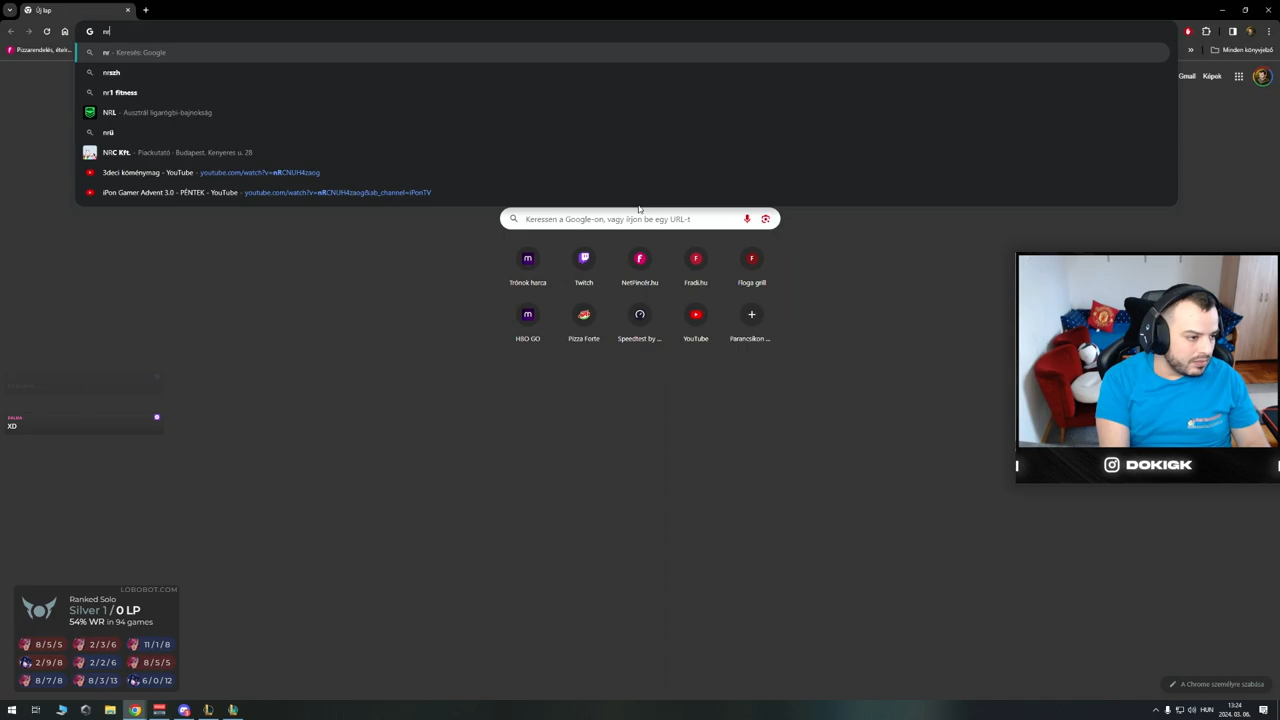 Új lap
nr
Pizzarendelés, ételr...
Minden könyvjelző
nr - Keresés: Google
nrszh
nr1 fitness
NRL - Ausztrál ligarögbi-bajnokság
nrü
NRC Kft. - Piackutató · Budapest, Kenyeres u. 28
3deci köménymag - YouTube - youtube.com/watch?v=nRCNUH4zaog
iPon Gamer Advent 3.0 - PÉNTEK - YouTube - youtube.com/watch?v=nRCNUH4zaog&ab_channel=iPonTV
Gmail Képek
Keressen a Google-on, vagy írjon be egy URL-t
Trónok harca Twitch NetPincér.hu Fradi.hu Floga grill
HBO GO Pizza Forte Speedtest by ... YouTube Parancsikon ...
DALMA
XD
DOKIGK
LOBOBOT.COM
Ranked Solo
Silver 1 / 0 LP
54% WR in 94 games
8/5/5 2/3/6 11/1/8
2/9/8 2/2/6 8/5/5
8/7/8 8/3/13 6/0/12
A Chrome személyre szabása
HUN
13:24
2024. 03. 06.